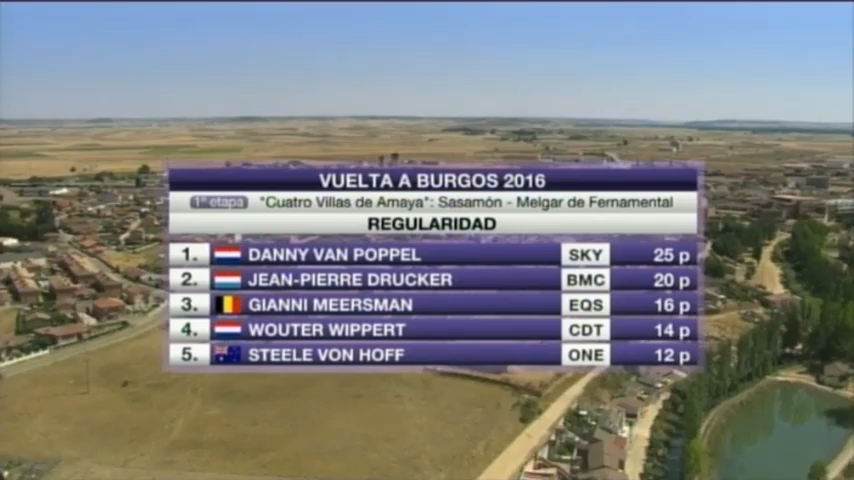 VUELTA A BURGOS 2016
1ª etapa "Cuatro Villas de Amaya": Sasamón - Melgar de Fernamental
REGULARIDAD
1. DANNY VAN POPPEL SKY 25 p
2. JEAN-PIERRE DRUCKER BMC 20 p
3. GIANNI MEERSMAN EQS 16 p
4. WOUTER WIPPERT CDT 14 p
5. STEELE VON HOFF ONE 12 p